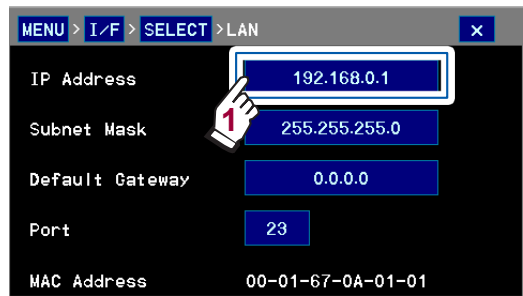 MENU > I/F > SELECT >LAN ×
IP Address 192.168.0.1
1
Subnet Mask 255.255.255.0
Default Gateway 0.0.0.0
Port 23
MAC Address 00-01-67-0A-01-01